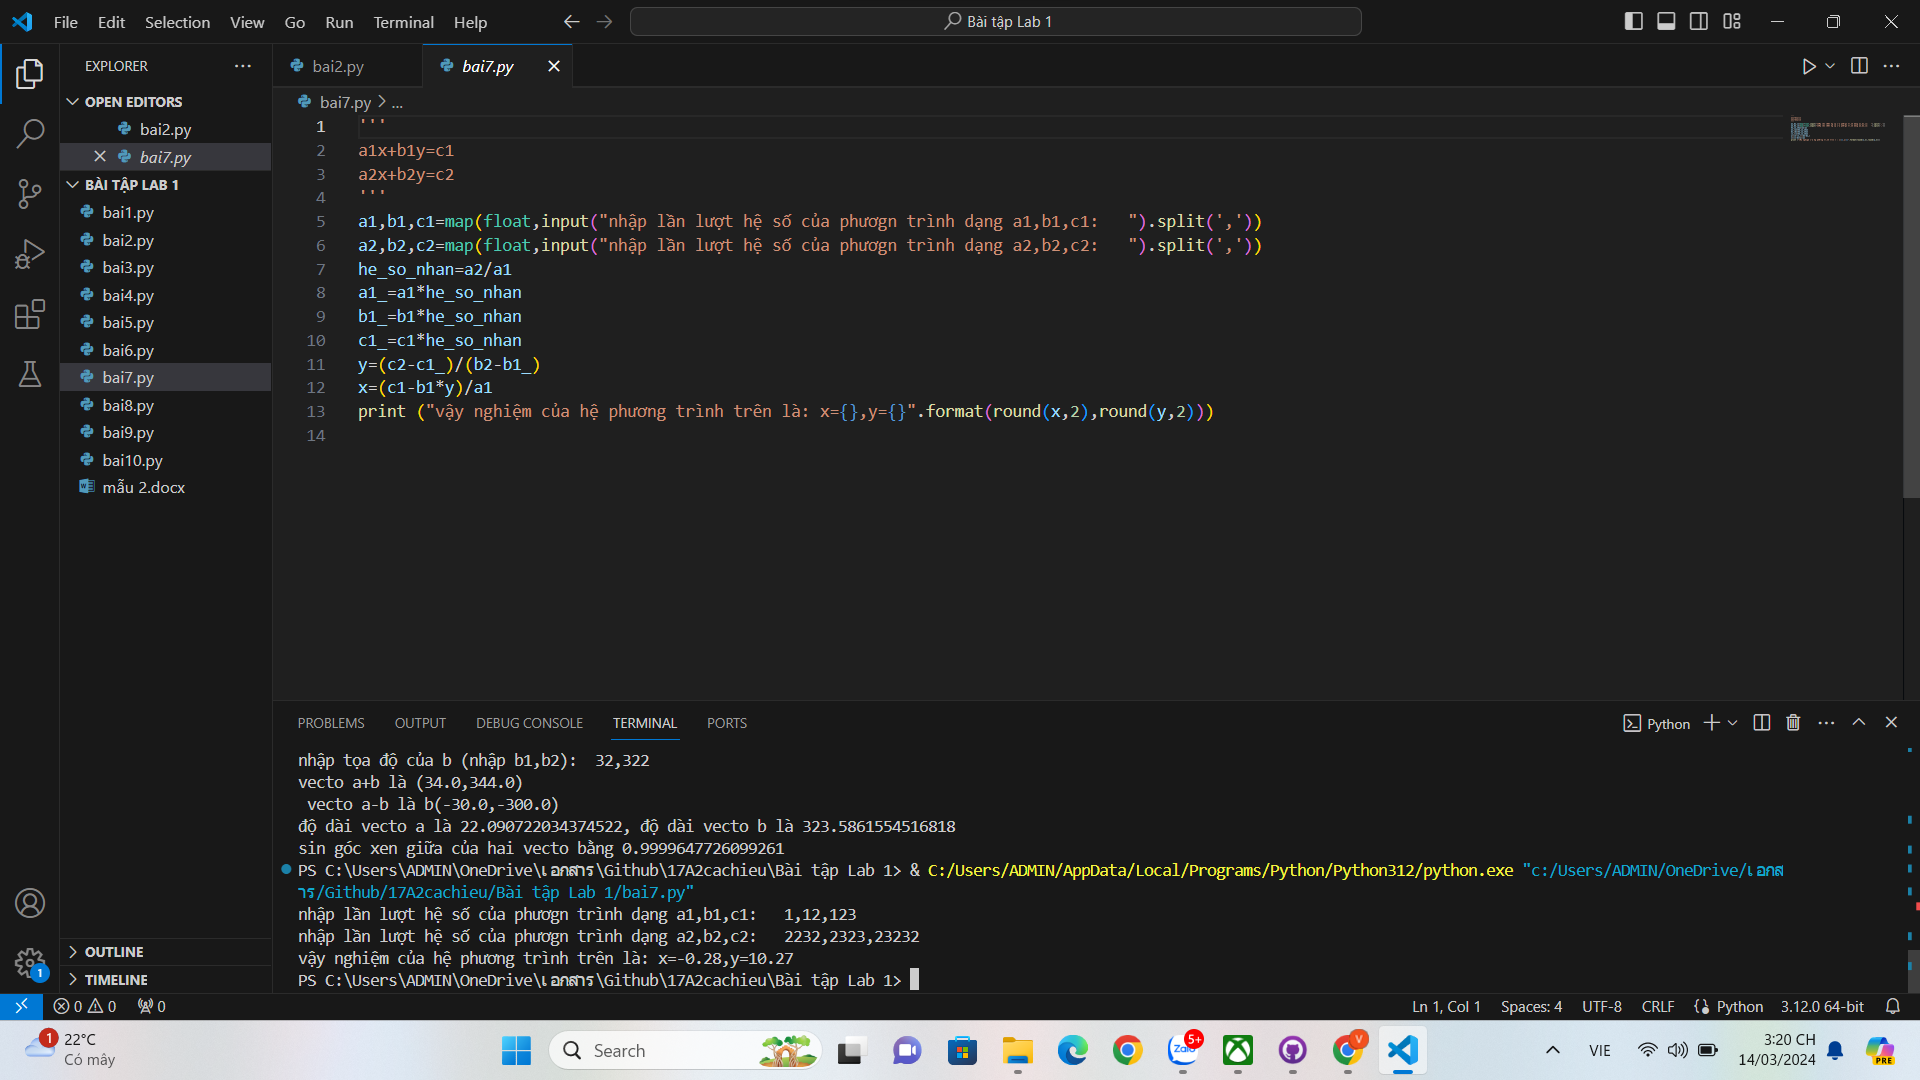 File Edit Selection View Go Run Terminal Help
Bài tập Lab 1
EXPLORER
OPEN EDITORS
bai2.py
bai7.py
BÀI TẬP LAB 1
bai1.py
bai2.py
bai3.py
bai4.py
bai5.py
bai6.py
bai7.py
bai8.py
bai9.py
bai10.py
mẫu 2.docx
OUTLINE
TIMELINE
bai2.py bai7.py
bai7.py > ...
1 '''
2 a1x+b1y=c1
3 a2x+b2y=c2
4 '''
5 a1,b1,c1=map(float,input("nhập lần lượt hệ số của phươgn trình dạng a1,b1,c1:   ").split(','))
6 a2,b2,c2=map(float,input("nhập lần lượt hệ số của phươgn trình dạng a2,b2,c2:   ").split(','))
7 he_so_nhan=a2/a1
8 a1_=a1*he_so_nhan
9 b1_=b1*he_so_nhan
10 c1_=c1*he_so_nhan
11 y=(c2-c1_)/(b2-b1_)
12 x=(c1-b1*y)/a1
13 print ("vậy nghiệm của hệ phương trình trên là: x={},y={}".format(round(x,2),round(y,2)))
14
PROBLEMS OUTPUT DEBUG CONSOLE TERMINAL PORTS
Python
nhập tọa độ của b (nhập b1,b2):  32,322
vecto a+b là (34.0,344.0)
 vecto a-b là b(-30.0,-300.0)
độ dài vecto a là 22.090722034374522, độ dài vecto b là 323.5861554516818
sin góc xen giữa của hai vecto bằng 0.9999647726099261
PS C:\Users\ADMIN\OneDrive\เอกสาร\Github\17A2cachieu\Bài tập Lab 1> & C:/Users/ADMIN/AppData/Local/Programs/Python/Python312/python.exe "c:/Users/ADMIN/OneDrive/เอกส
าร/Github/17A2cachieu/Bài tập Lab 1/bai7.py"
nhập lần lượt hệ số của phươgn trình dạng a1,b1,c1:   1,12,123
nhập lần lượt hệ số của phươgn trình dạng a2,b2,c2:   2232,2323,23232
vậy nghiệm của hệ phương trình trên là: x=-0.28,y=10.27
PS C:\Users\ADMIN\OneDrive\เอกสาร\Github\17A2cachieu\Bài tập Lab 1>
1
0 0 0
Ln 1, Col 1 Spaces: 4 UTF-8 CRLF Python 3.12.0 64-bit
1
22°C
Có mây
Search
Zalo
5+
V
VIE
3:20 CH
14/03/2024
PRE